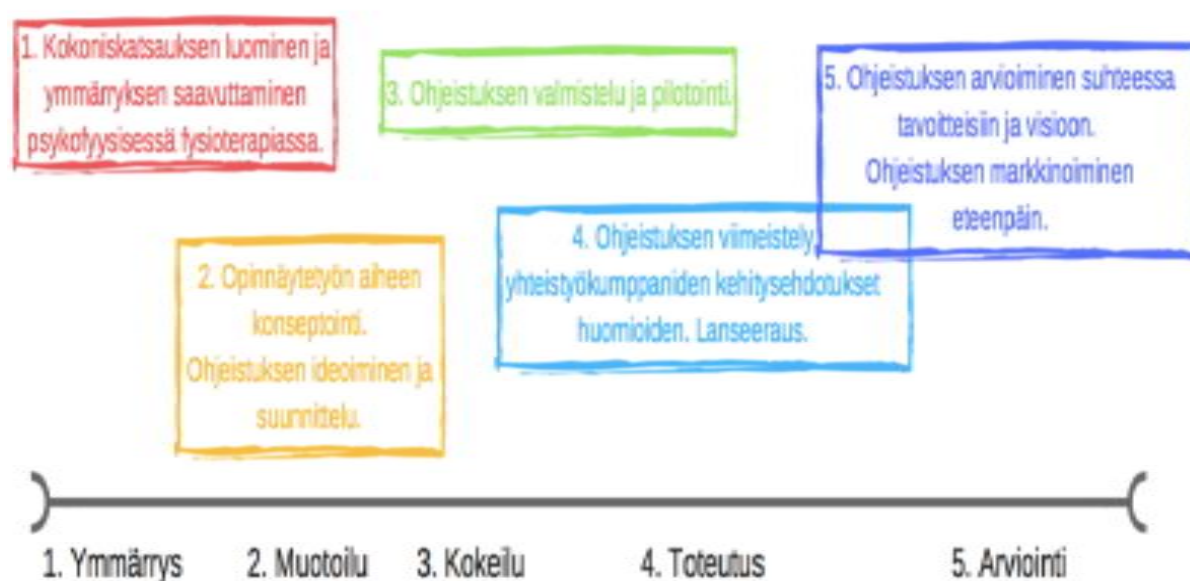 1. Kokoniskatsauksen luominen ja
ymmärryksen saavuttaminen
psykofyysisessä fysioterapiassa.
2. Opinnäytetyön aiheen
konseptointi.
Ohjeistuksen ideoiminen ja
suunnittelu.
3. Ohjeistuksen valmistelu ja pilotointi.
4. Ohjeistuksen viimeistely,
yhteistyökumppaniden kehitysehdotukset
huomioiden. Lanseeraus.
5. Ohjeistuksen arvioiminen suhteessa
tavoitteisiin ja visioon.
Ohjeistuksen markkinoiminen
eteenpäin.
1. Ymmärrys 2. Muotoilu 3. Kokeilu 4. Toteutus 5. Arviointi